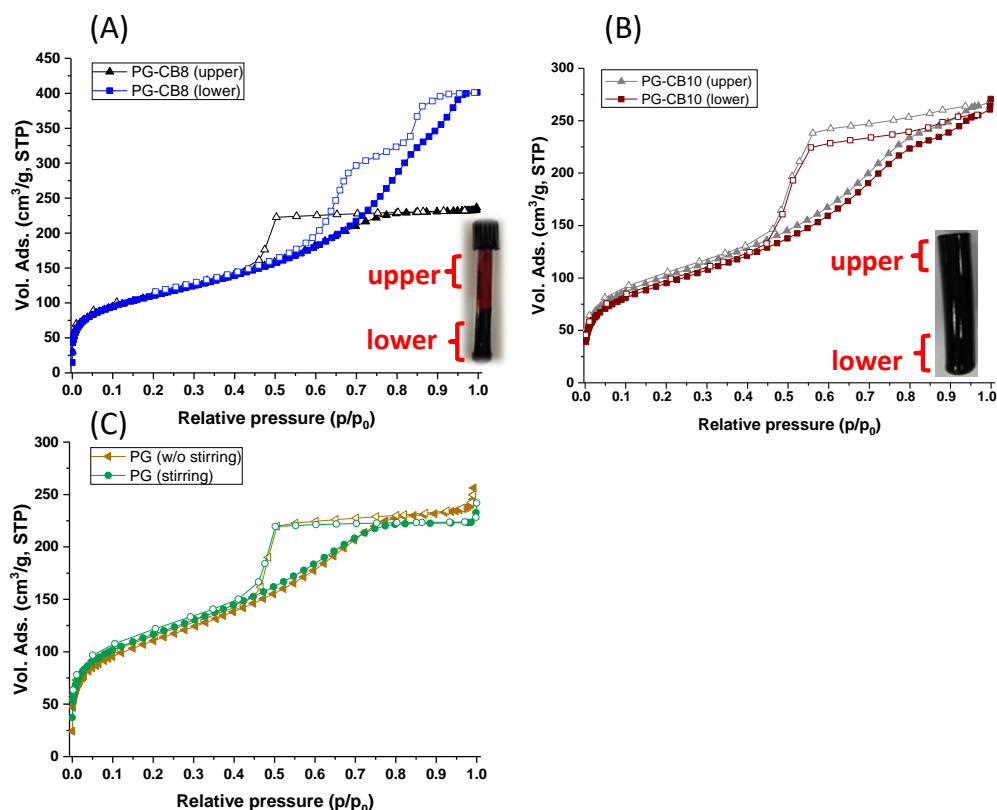 (A)
PG-CB8 (upper)
PG-CB8 (lower)
Vol. Ads. (cm³/g, STP)
450
400
350
300
250
200
150
100
50
0
upper
lower
0.0 0.1 0.2 0.3 0.4 0.5 0.6 0.7 0.8 0.9 1.0
Relative pressure (p/p₀)
(B)
PG-CB10 (upper)
PG-CB10 (lower)
Vol. Ads. (cm³/g, STP)
300
250
200
150
100
50
0
upper
lower
0.0 0.1 0.2 0.3 0.4 0.5 0.6 0.7 0.8 0.9 1.0
Relative pressure (p/p₀)
(C)
PG (w/o stirring)
PG (stirring)
Vol. Ads. (cm³/g, STP)
300
250
200
150
100
50
0
0.0 0.1 0.2 0.3 0.4 0.5 0.6 0.7 0.8 0.9 1.0
Relative pressure (p/p₀)